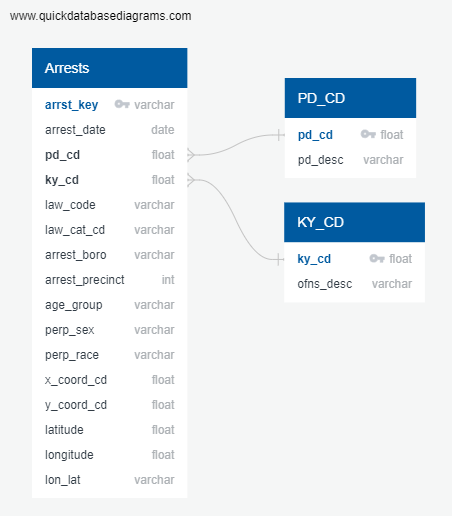 www.quickdatabasediagrams.com
Arrests
arrst_key varchar
arrest_date date
pd_cd float
ky_cd float
law_code varchar
law_cat_cd varchar
arrest_boro varchar
arrest_precinct int
age_group varchar
perp_sex varchar
perp_race varchar
x_coord_cd float
y_coord_cd float
latitude float
longitude float
lon_lat varchar
PD_CD
pd_cd float
pd_desc varchar
KY_CD
ky_cd float
ofns_desc varchar